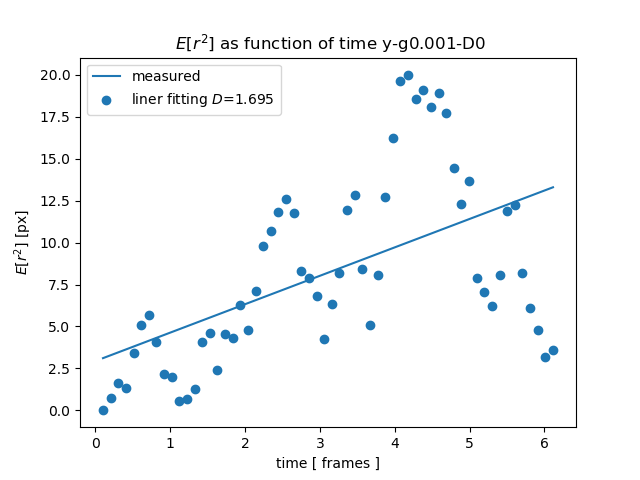 E[r²] as function of time y-g0.001-D0
measured
liner fitting D=1.695
20.0
17.5
15.0
12.5
10.0
7.5
5.0
2.5
0.0
E[r²] [px]
0 1 2 3 4 5 6
time [ frames ]